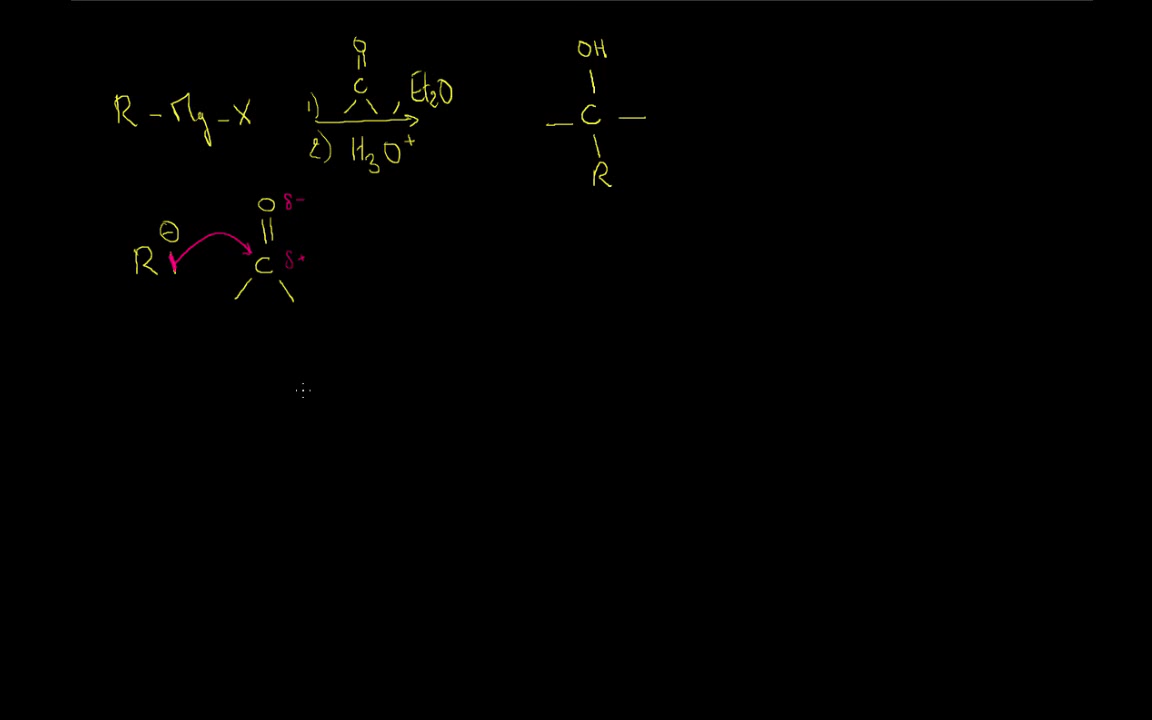 O
||
C
OH
R - Mg - X 1) , Et₂O — C —
2) H₃O⁺
R
O δ-
||
R ⊖ C δ+